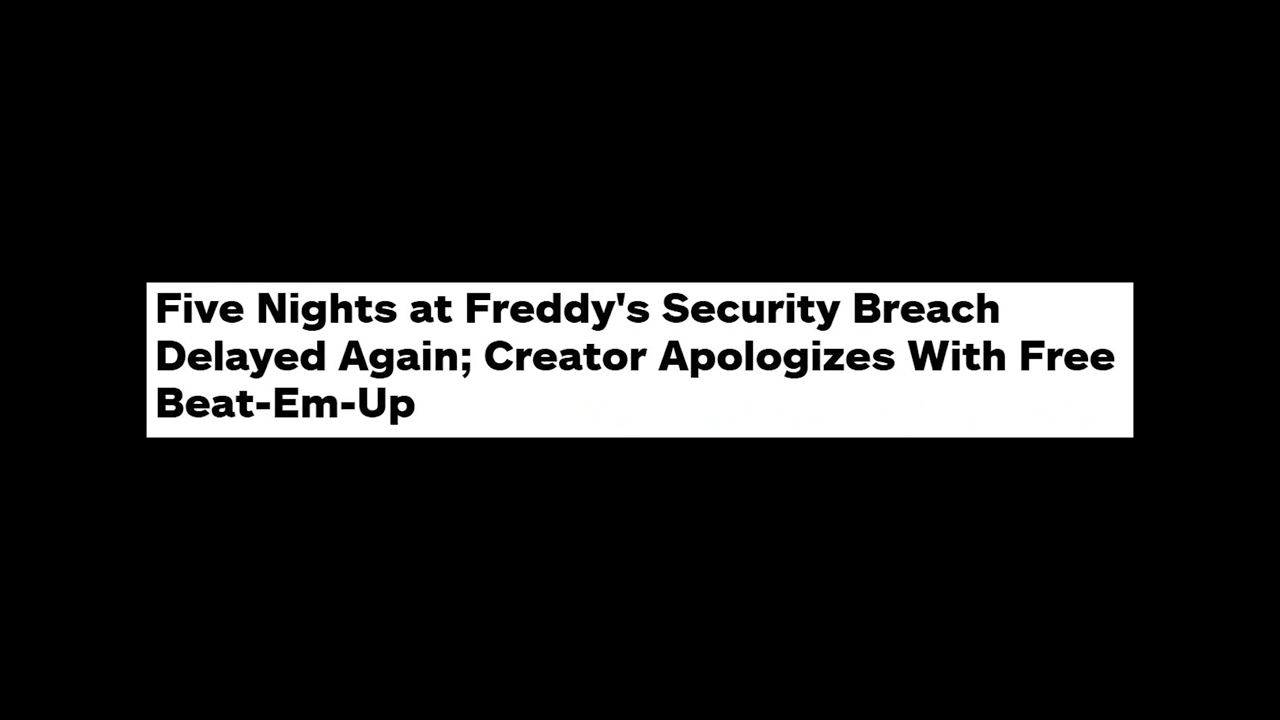 Five Nights at Freddy's Security Breach
Delayed Again; Creator Apologizes With Free
Beat-Em-Up